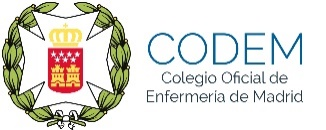 CODEM
Colegio Oficial de
Enfermería de Madrid